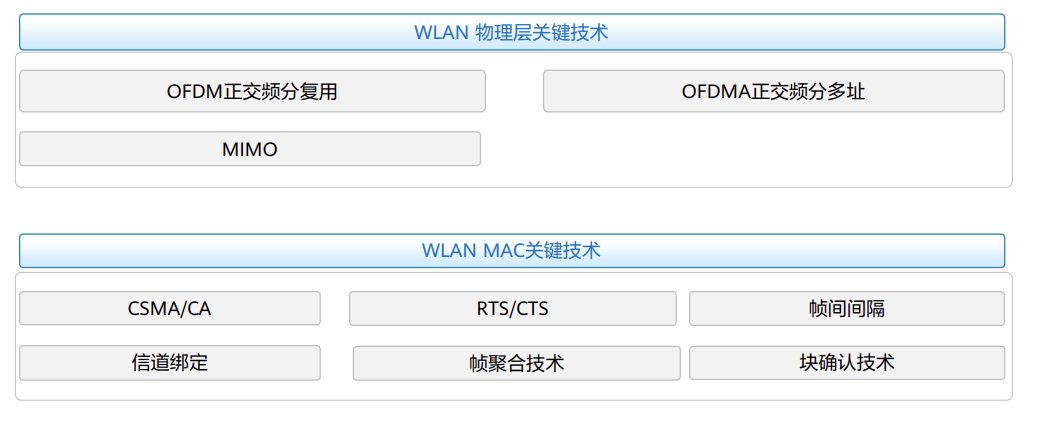 WLAN 物理层关键技术
OFDM正交频分复用
OFDMA正交频分多址
MIMO
WLAN MAC关键技术
CSMA/CA
RTS/CTS
帧间间隔
信道绑定
帧聚合技术
块确认技术